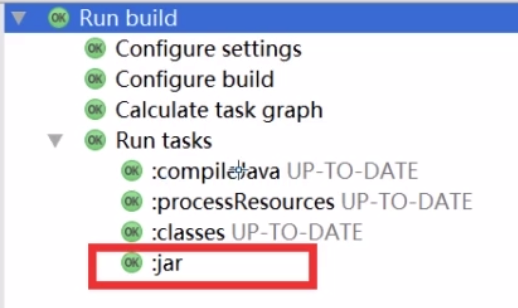 OK Run build
OK Configure settings
OK Configure build
OK Calculate task graph
OK Run tasks
OK :compileJava UP-TO-DATE
OK :processResources UP-TO-DATE
OK :classes UP-TO-DATE
OK :jar